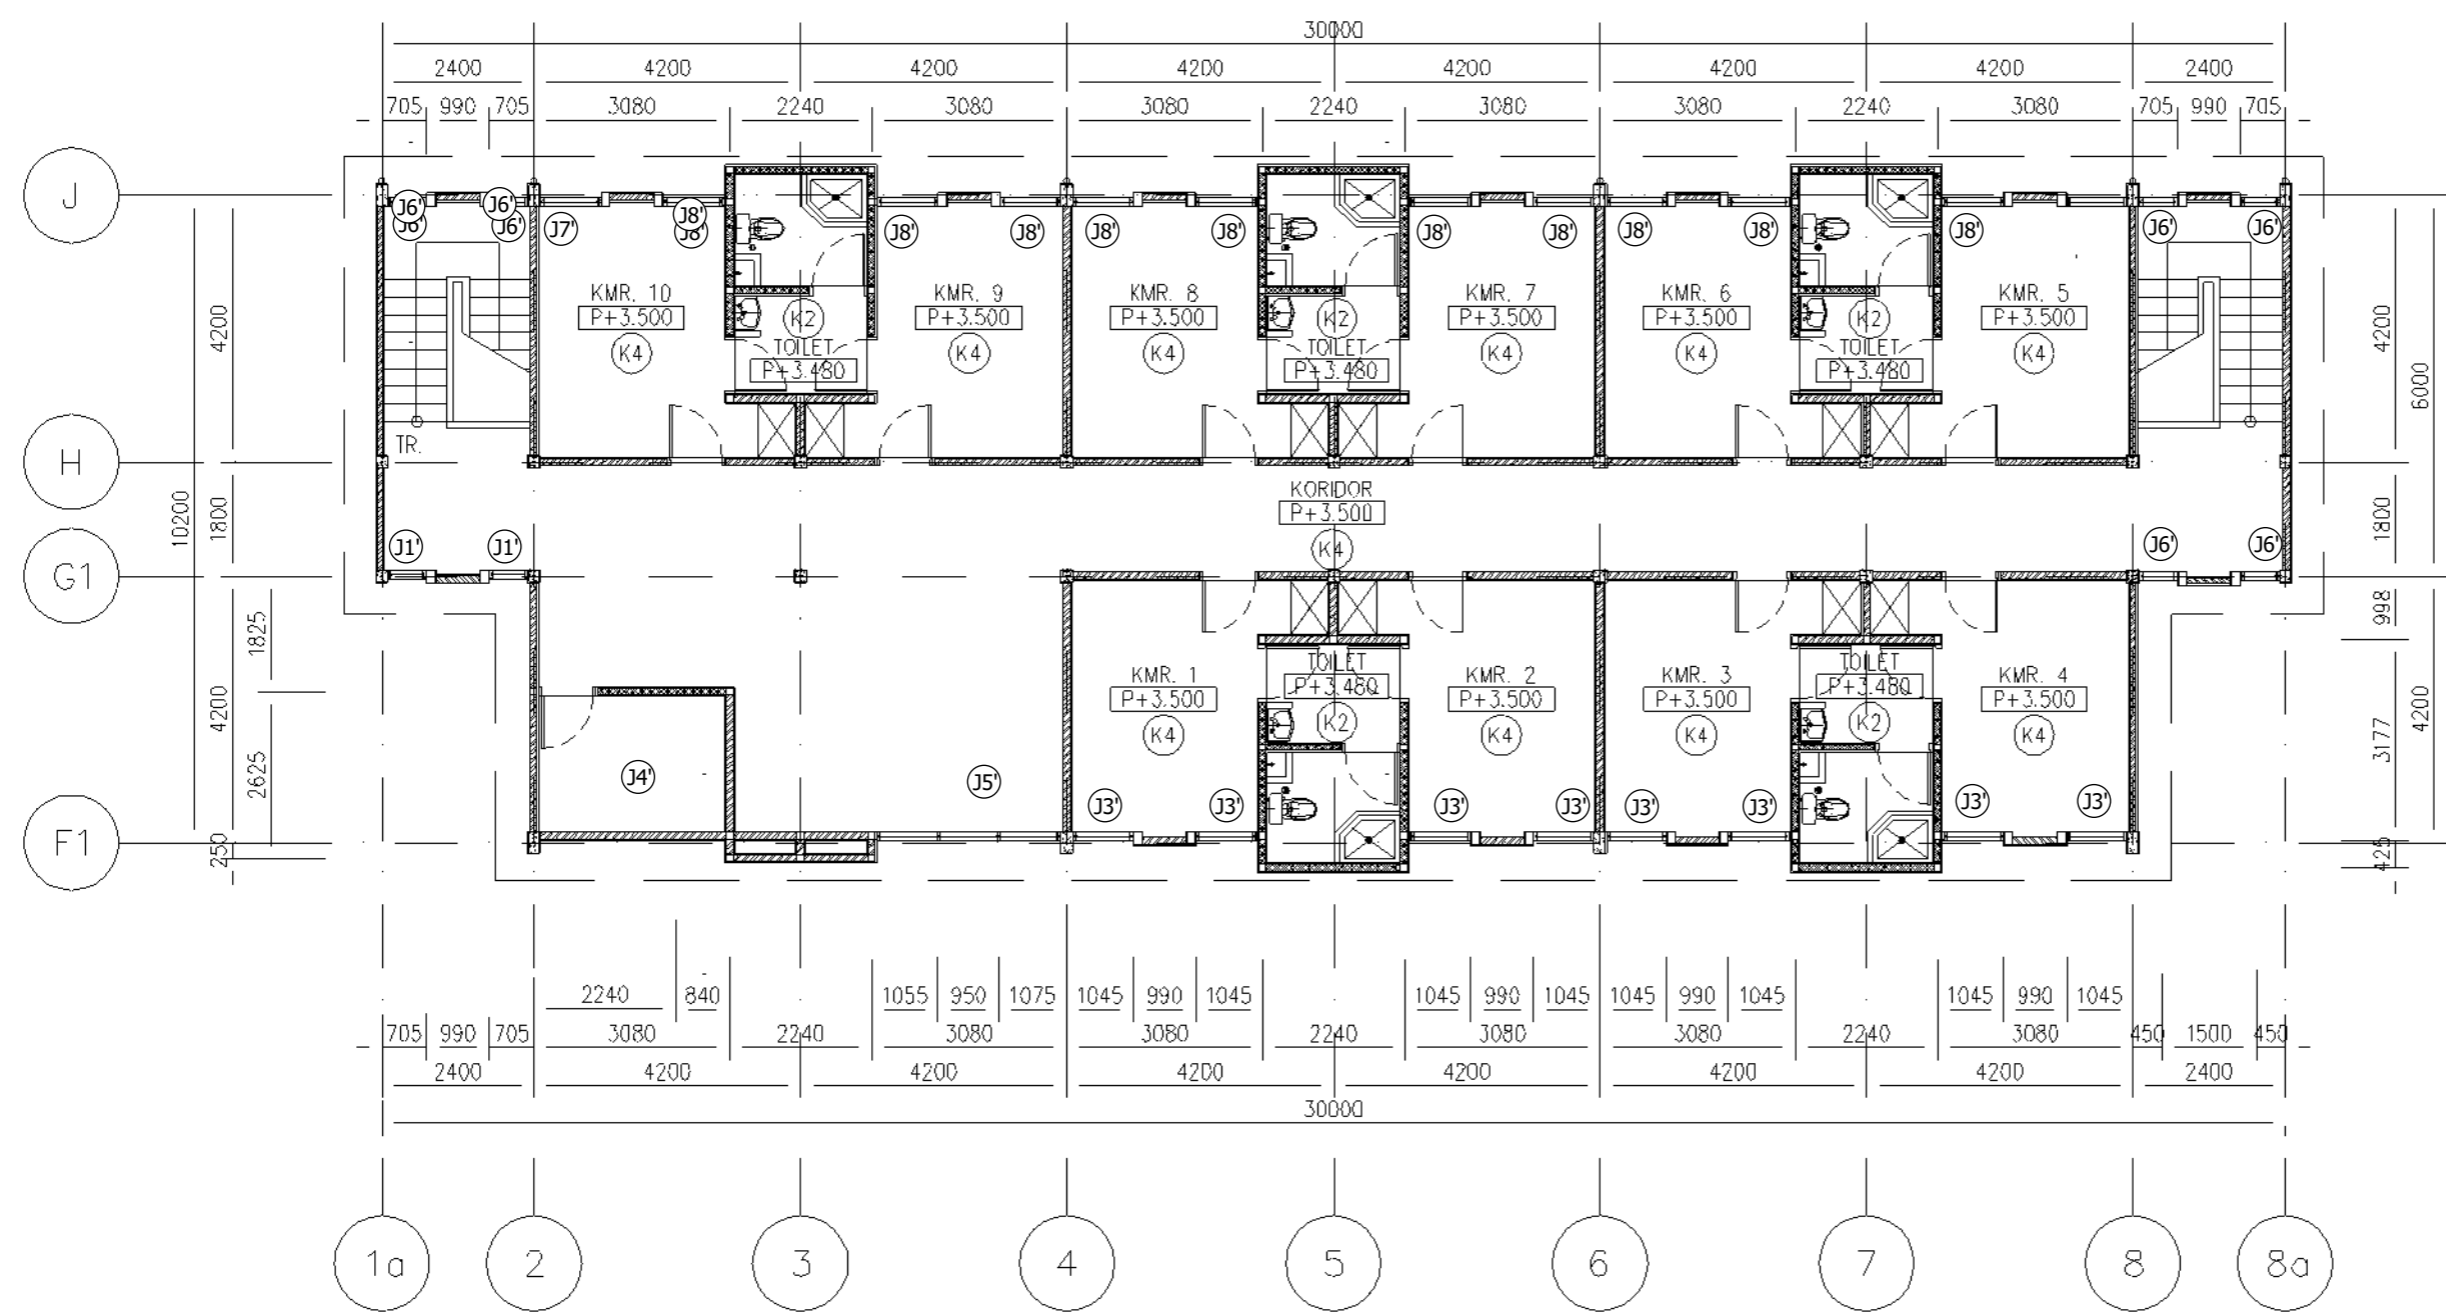 30000
2400 4200 4200 4200 4200 4200 4200 2400
705 990 705 3080 2240 3080 3080 2240 3080 3080 2240 3080 705 990 705
J
J6' J6' J8'
J6' J6' J7' J8' J8' J8' J8' J8' J8' J8' J8' J8' J8' J6' J6'
KMR. 10 KMR. 9 KMR. 8 KMR. 7 KMR. 6 KMR. 5
P+3.500 K2 P+3.500 P+3.500 K2 P+3.500 P+3.500 K2 P+3.500
4200 4200
K4 TOILET K4 K4 TOILET K4 K4 TOILET K4
P+3.480 P+3.480 P+3.480
6000
TR.
H
KORIDOR
P+3.500
10200 1800 1800
K4
J1' J1' J6' J6'
G1
998
1825
TOILET TOILET
KMR. 1 P+3.480 KMR. 2 KMR. 3 P+3.480 KMR. 4
P+3.500 P+3.500 P+3.500 P+3.500
4200 K4 K2 K4 K4 K2 K4 4200
3177
2625
J4' J5'
J3' J3' J3' J3' J3' J3' J3' J3'
F1
250 425
2240 840 1055 950 1075 1045 990 1045 1045 990 1045 1045 990 1045 1045 990 1045
705 990 705 3080 2240 3080 3080 2240 3080 3080 2240 3080 450 1500 450
2400 4200 4200 4200 4200 4200 4200 2400
30000
1a 2 3 4 5 6 7 8 8a